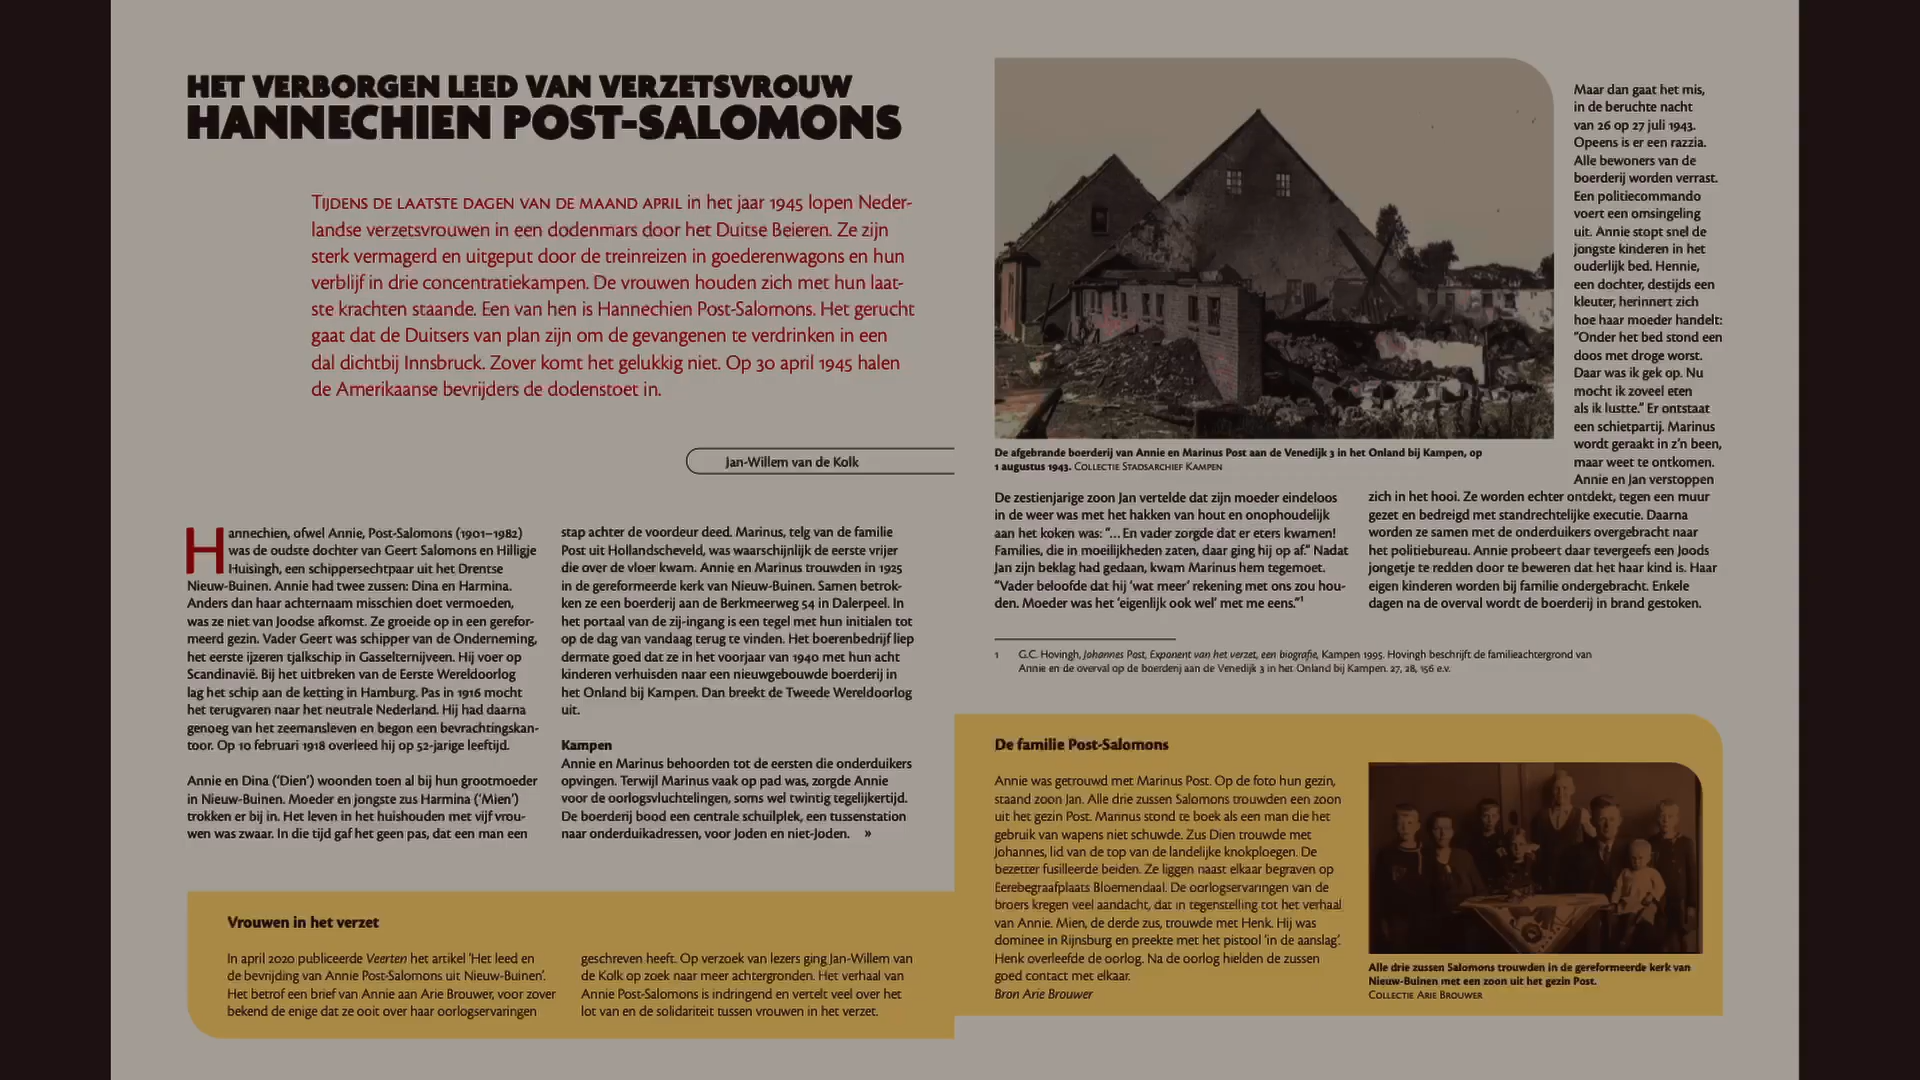 HET VERBORGEN LEED VAN VERZETSVROUW
HANNECHIEN POST-SALOMONS
TIJDENS DE LAATSTE DAGEN VAN DE MAAND APRIL in het jaar 1945 lopen Neder-
landse verzetsvrouwen in een dodenmars door het Duitse Beieren. Ze zijn
sterk vermagerd en uitgeput door de treinreizen in goederenwagons en hun
verblijf in drie concentratiekampen. De vrouwen houden zich met hun laat-
ste krachten staande. Een van hen is Hannechien Post-Salomons. Het gerucht
gaat dat de Duitsers van plan zijn om de gevangenen te verdrinken in een
dal dichtbij Innsbruck. Zover komt het gelukkig niet. Op 30 april 1945 halen
de Amerikaanse bevrijders de dodenstoet in.
Jan-Willem van de Kolk
Hannechien, ofwel Annie, Post-Salomons (1901–1982)
was de oudste dochter van Geert Salomons en Hilligje
Huisingh, een schippersechtpaar uit het Drentse
Nieuw-Buinen. Annie had twee zussen: Dina en Harmina.
Anders dan haar achternaam misschien doet vermoeden,
was ze niet van Joodse afkomst. Ze groeide op in een gerefor-
meerd gezin. Vader Geert was schipper van de Onderneming,
het eerste ijzeren tjalkschip in Gasselternijveen. Hij voer op
Scandinavië. Bij het uitbreken van de Eerste Wereldoorlog
lag het schip aan de ketting in Hamburg. Pas in 1916 mocht
het terugvaren naar het neutrale Nederland. Hij had daarna
genoeg van het zeemansleven en begon een bevrachtingskan-
toor. Op 10 februari 1918 overleed hij op 52-jarige leeftijd.
Annie en Dina (‘Dien’) woonden toen al bij hun grootmoeder
in Nieuw-Buinen. Moeder en jongste zus Harmina (‘Mien’)
trokken er bij in. Het leven in het huishouden met vijf vrou-
wen was zwaar. In die tijd gaf het geen pas, dat een man een
stap achter de voordeur deed. Marinus, telg van de familie
Post uit Hollandscheveld, was waarschijnlijk de eerste vrijer
die over de vloer kwam. Annie en Marinus trouwden in 1925
in de gereformeerde kerk van Nieuw-Buinen. Samen betrok-
ken ze een boerderij aan de Berkmeerweg 54 in Dalerpeel. In
het portaal van de zij-ingang is een tegel met hun initialen tot
op de dag van vandaag terug te vinden. Het boerenbedrijf liep
dermate goed dat ze in het voorjaar van 1940 met hun acht
kinderen verhuisden naar een nieuwgebouwde boerderij in
het Onland bij Kampen. Dan breekt de Tweede Wereldoorlog
uit.
Kampen
Annie en Marinus behoorden tot de eersten die onderduikers
opvingen. Terwijl Marinus vaak op pad was, zorgde Annie
voor de oorlogsvluchtelingen, soms wel twintig tegelijkertijd.
De boerderij bood een centrale schuilplek, een tussenstation
naar onderduikadressen, voor Joden en niet-Joden. »
Vrouwen in het verzet
In april 2020 publiceerde Veerten het artikel ‘Het leed en
de bevrijding van Annie Post-Salomons uit Nieuw-Buinen’.
Het betrof een brief van Annie aan Arie Brouwer, voor zover
bekend de enige dat ze ooit over haar oorlogservaringen
geschreven heeft. Op verzoek van lezers ging Jan-Willem van
de Kolk op zoek naar meer achtergronden. Het verhaal van
Annie Post-Salomons is indringend en vertelt veel over het
lot van en de solidariteit tussen vrouwen in het verzet.
De afgebrande boerderij van Annie en Marinus Post aan de Venedijk 3 in het Onland bij Kampen, op
1 augustus 1943. COLLECTIE STADSARCHIEF KAMPEN
De zestienjarige zoon Jan vertelde dat zijn moeder eindeloos
in de weer was met het hakken van hout en onophoudelijk
aan het koken was: “... En vader zorgde dat er eters kwamen!
Families, die in moeilijkheden zaten, daar ging hij op af.” Nadat
Jan zijn beklag had gedaan, kwam Marinus hem tegemoet.
“Vader beloofde dat hij ‘wat meer’ rekening met ons zou hou-
den. Moeder was het ‘eigenlijk ook wel’ met me eens.”1
Maar dan gaat het mis,
in de beruchte nacht
van 26 op 27 juli 1943.
Opeens is er een razzia.
Alle bewoners van de
boerderij worden verrast.
Een politiecommando
voert een omsingeling
uit. Annie stopt snel de
jongste kinderen in het
ouderlijk bed. Hennie,
een dochter, destijds een
kleuter, herinnert zich
hoe haar moeder handelt:
“Onder het bed stond een
doos met droge worst.
Daar was ik gek op. Nu
mocht ik zoveel eten
als ik lustte.” Er ontstaat
een schietpartij. Marinus
wordt geraakt in z’n been,
maar weet te ontkomen.
Annie en Jan verstoppen
zich in het hooi. Ze worden echter ontdekt, tegen een muur
gezet en bedreigd met standrechtelijke executie. Daarna
worden ze samen met de onderduikers overgebracht naar
het politiebureau. Annie probeert daar tevergeefs een Joods
jongetje te redden door te beweren dat het haar kind is. Haar
eigen kinderen worden bij familie ondergebracht. Enkele
dagen na de overval wordt de boerderij in brand gestoken.
1 G.C. Hovingh, Johannes Post, Exponent van het verzet, een biografie, Kampen 1995. Hovingh beschrijft de familieachtergrond van
Annie en de overval op de boerderij aan de Venedijk 3 in het Onland bij Kampen. 27, 28, 156 e.v.
De familie Post-Salomons
Annie was getrouwd met Marinus Post. Op de foto hun gezin,
staand zoon Jan. Alle drie zussen Salomons trouwden een zoon
uit het gezin Post. Marinus stond te boek als een man die het
gebruik van wapens niet schuwde. Zus Dien trouwde met
Johannes, lid van de top van de landelijke knokploegen. De
bezetter fusilleerde beiden. Ze liggen naast elkaar begraven op
Eerebegraafplaats Bloemendaal. De oorlogservaringen van de
broers kregen veel aandacht, dat in tegenstelling tot het verhaal
van Annie. Mien, de derde zus, trouwde met Henk. Hij was
dominee in Rijnsburg en preekte met het pistool ‘in de aanslag’.
Henk overleefde de oorlog. Na de oorlog hielden de zussen
goed contact met elkaar.
Bron Arie Brouwer
Alle drie zussen Salomons trouwden in de gereformeerde kerk van
Nieuw-Buinen met een zoon uit het gezin Post.
COLLECTIE ARIE BROUWER